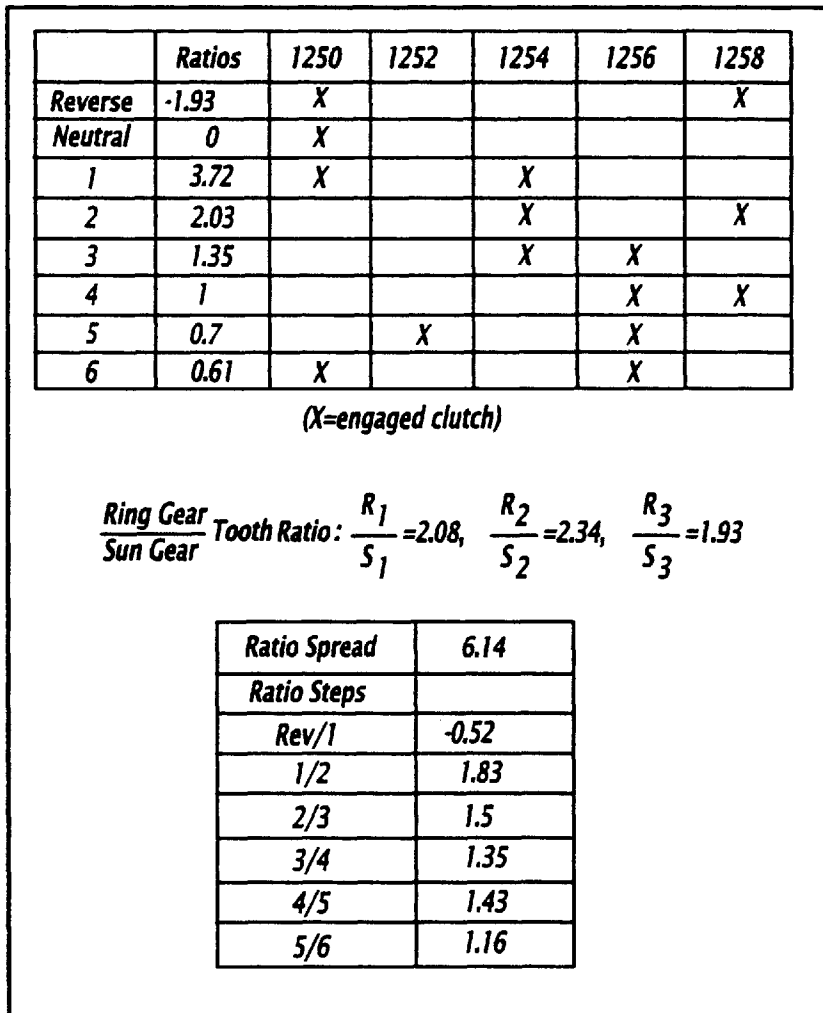 Ratios 1250 1252 1254 1256 1258
Reverse -1.93 X X
Neutral 0 X
1 3.72 X X
2 2.03 X X
3 1.35 X X
4 1 X X
5 0.7 X X
6 0.61 X X
(X=engaged clutch)
Ring Gear/Sun Gear Tooth Ratio: R1/S1=2.08, R2/S2=2.34, R3/S3=1.93
Ratio Spread 6.14
Ratio Steps
Rev/1 -0.52
1/2 1.83
2/3 1.5
3/4 1.35
4/5 1.43
5/6 1.16